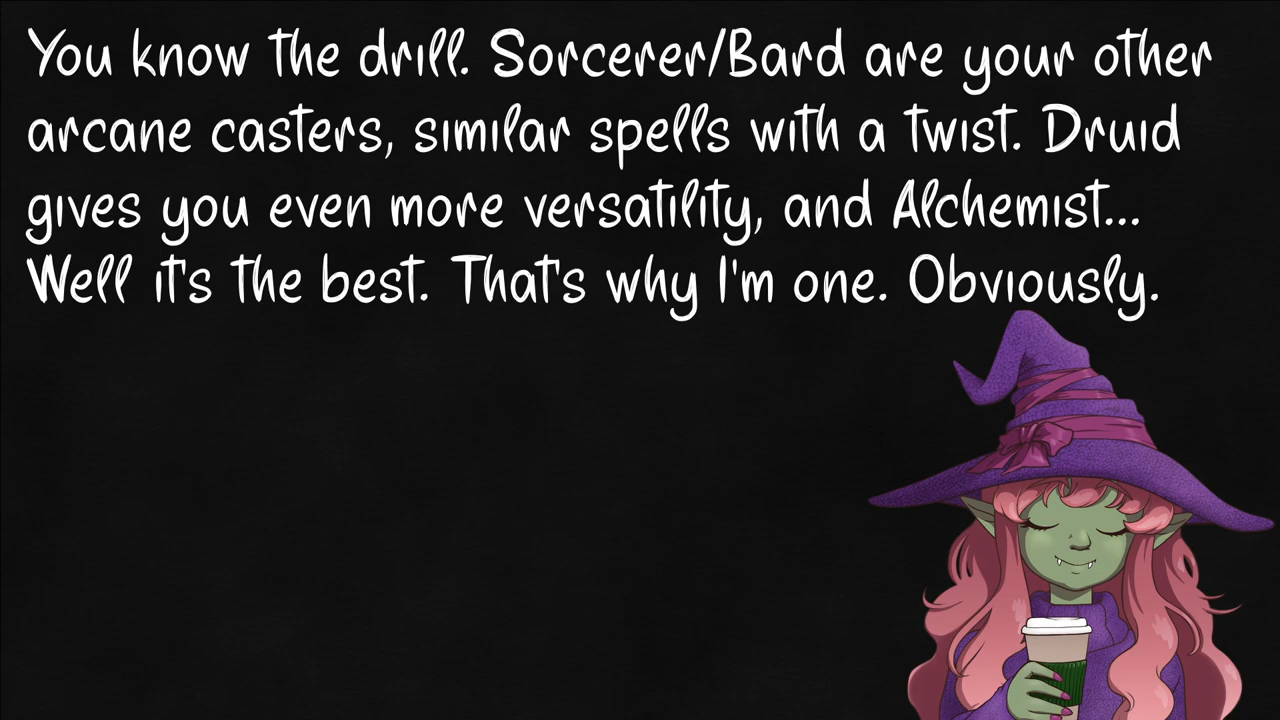 You know the drill. Sorcerer/Bard are your other
arcane casters, similar spells with a twist. Druid
gives you even more versatility, and Alchemist...
Well it's the best. That's why I'm one. Obviously.